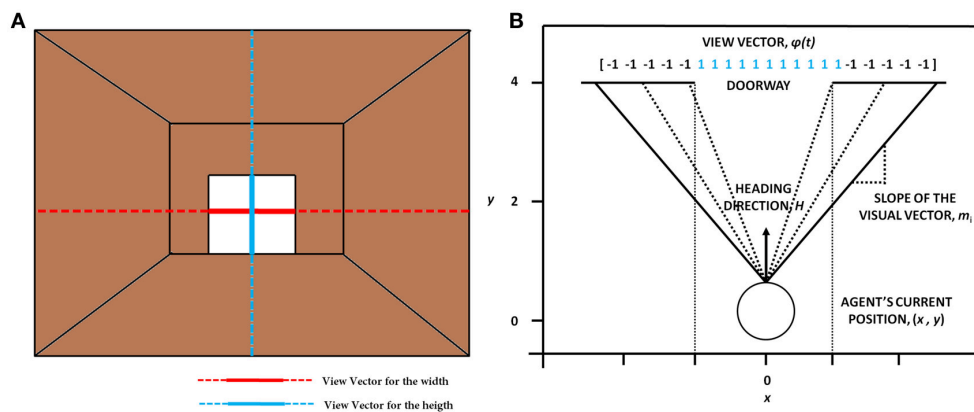 A
View Vector for the width
View Vector for the heigth
B
VIEW VECTOR, φ(t)
[ -1 -1 -1 -1 -1 1 1 1 1 1 1 1 1 1 1 1 -1 -1 -1 -1 -1 ]
4
DOORWAY
y
2
HEADING
DIRECTION, H
SLOPE OF THE
VISUAL VECTOR, mᵢ
0
AGENT'S CURRENT
POSITION, (x , y)
0
x